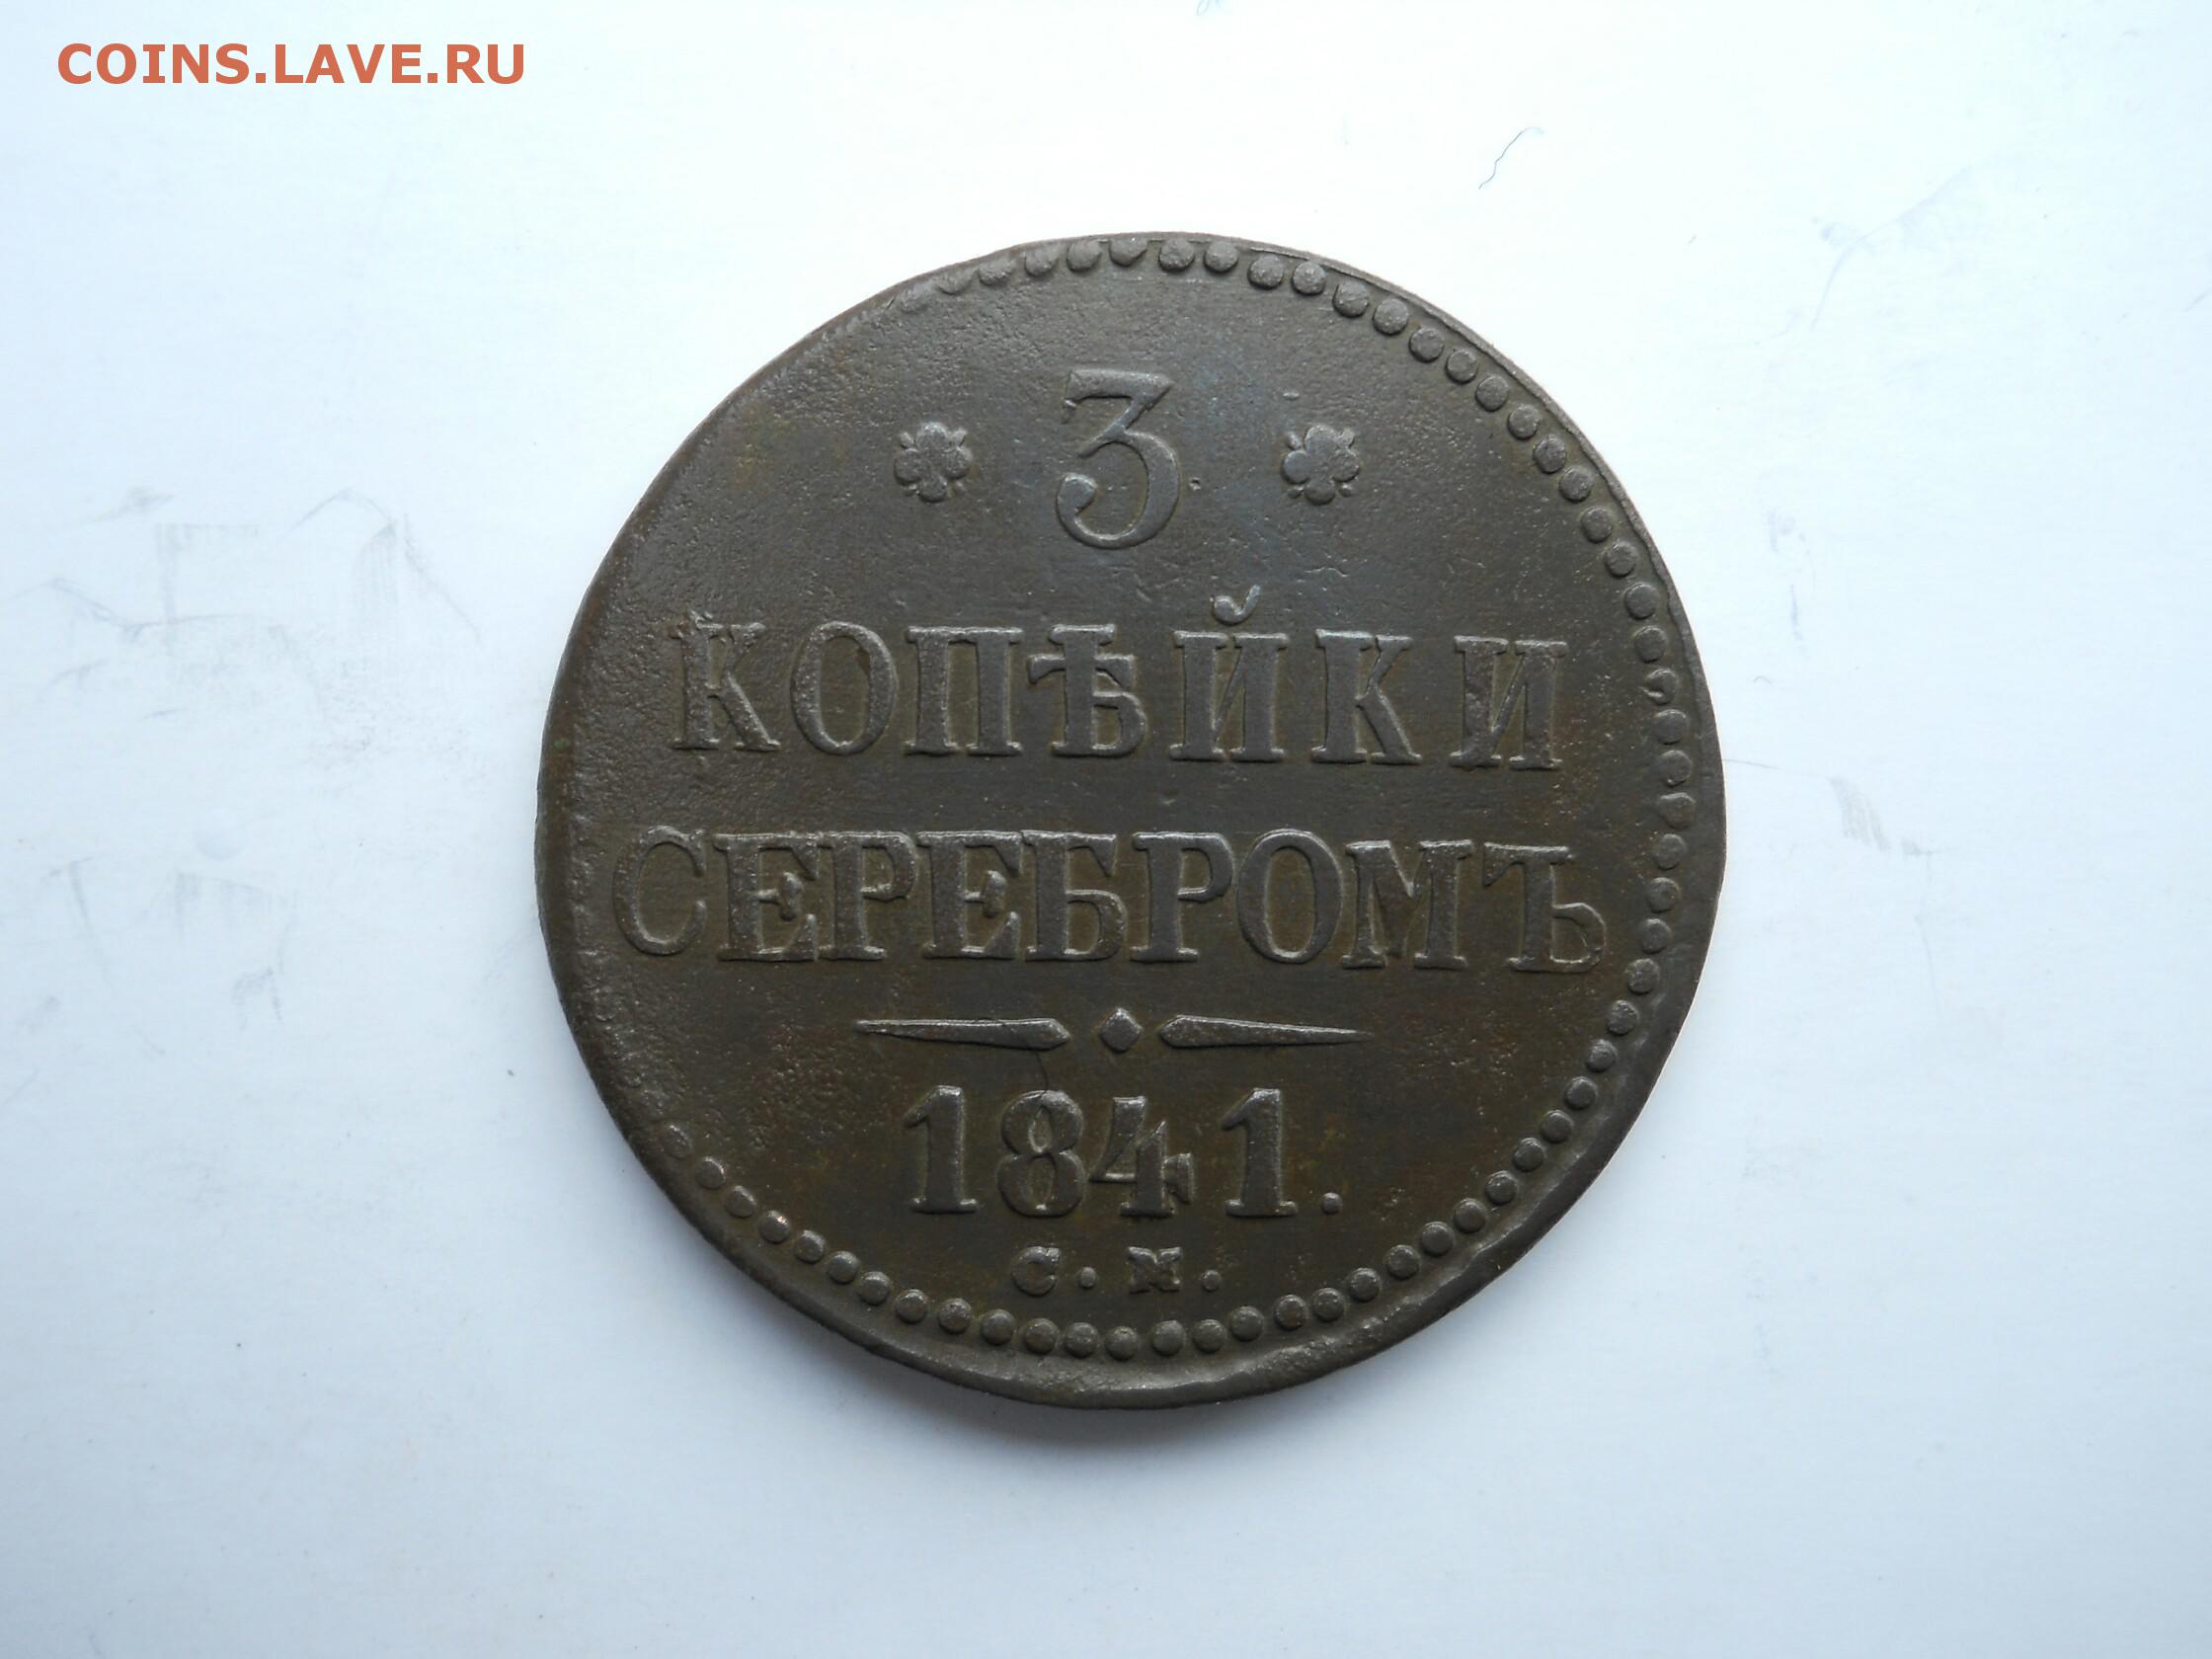 COINS.LAVE.RU
3
КОПѢЙКИ
СЕРЕБРОМЪ
1841.
С.М.